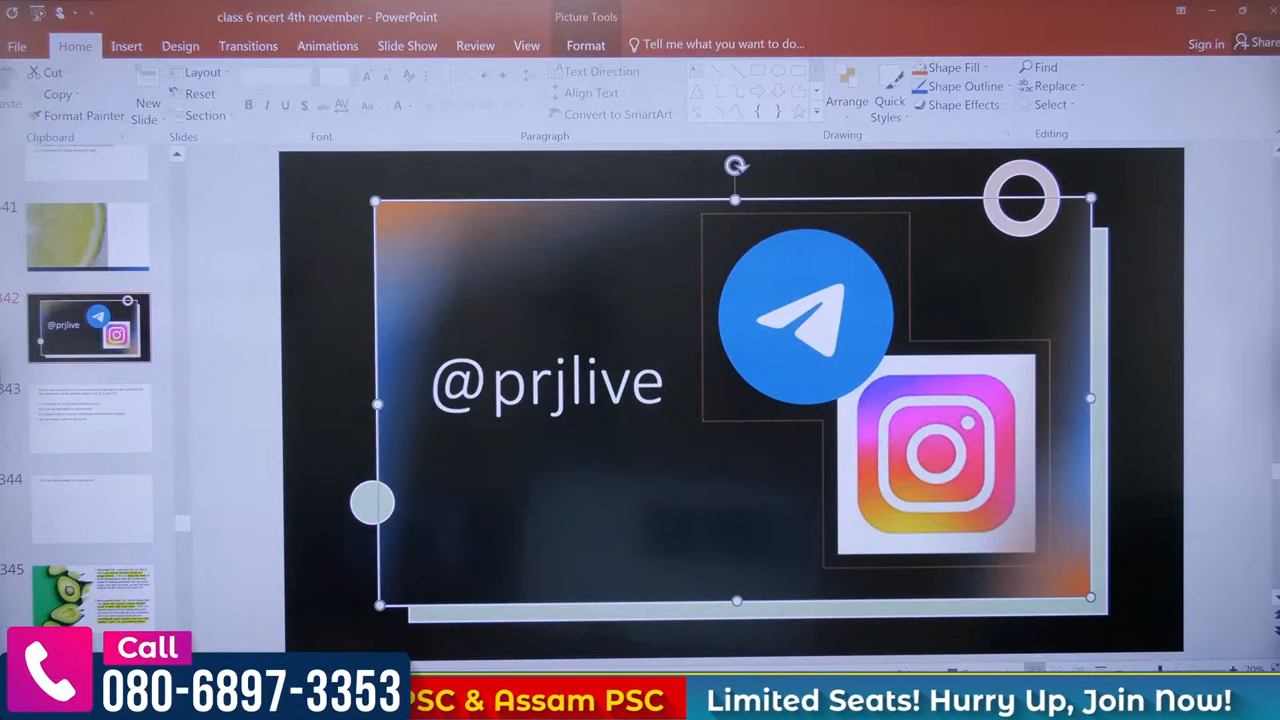 class 6 ncert 4th november - PowerPoint
Picture Tools
File
Home
Insert
Design
Transitions
Animations
Slide Show
Review
View
Format
Tell me what you want to do...
Sign in
Share
Cut
Copy
Format Painter
Clipboard
New
Slide
Layout
Reset
Section
Slides
B I U S abc AV Aa A
Font
Text Direction
Align Text
Convert to SmartArt
Paragraph
Arrange
Quick
Styles
Shape Fill
Shape Outline
Shape Effects
Drawing
Find
Replace
Select
Editing
341
342
@prjlive
343
344
345
@prjlive
70%
Call
080-6897-3353
PSC & Assam PSC
Limited Seats! Hurry Up, Join Now!